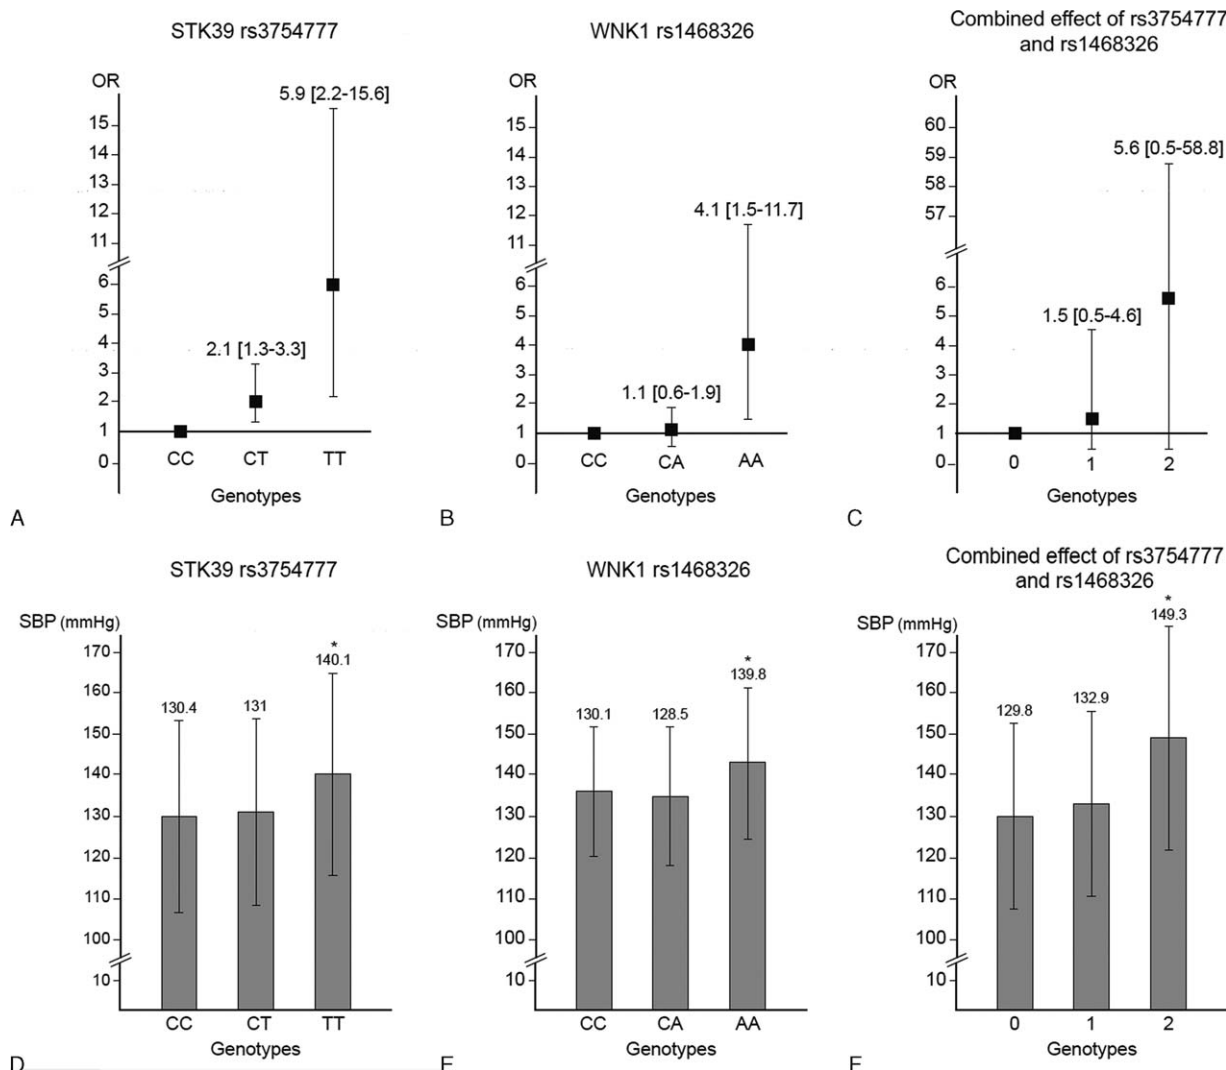 STK39 rs3754777
OR
5.9 [2.2-15.6]
15
14
13
12
11
6
5
4
3
2
1
0
2.1 [1.3-3.3]
CC CT TT
Genotypes
A
WNK1 rs1468326
OR
15
14
13
12
11
6
5
4
3
2
1
0
4.1 [1.5-11.7]
1.1 [0.6-1.9]
CC CA AA
Genotypes
B
Combined effect of rs3754777
and rs1468326
OR
60
59
58
57
6
5
4
3
2
1
0
5.6 [0.5-58.8]
1.5 [0.5-4.6]
0 1 2
Genotypes
C
STK39 rs3754777
SBP (mmHg)
170
160
150
140
130
120
110
100
10
130.4
131
*
140.1
CC CT TT
Genotypes
D
WNK1 rs1468326
SBP (mmHg)
170
160
150
140
130
120
110
100
10
130.1
128.5
*
139.8
CC CA AA
Genotypes
Combined effect of rs3754777
and rs1468326
SBP (mmHg)
170
160
150
140
130
120
110
100
10
129.8
132.9
*
149.3
0 1 2
Genotypes